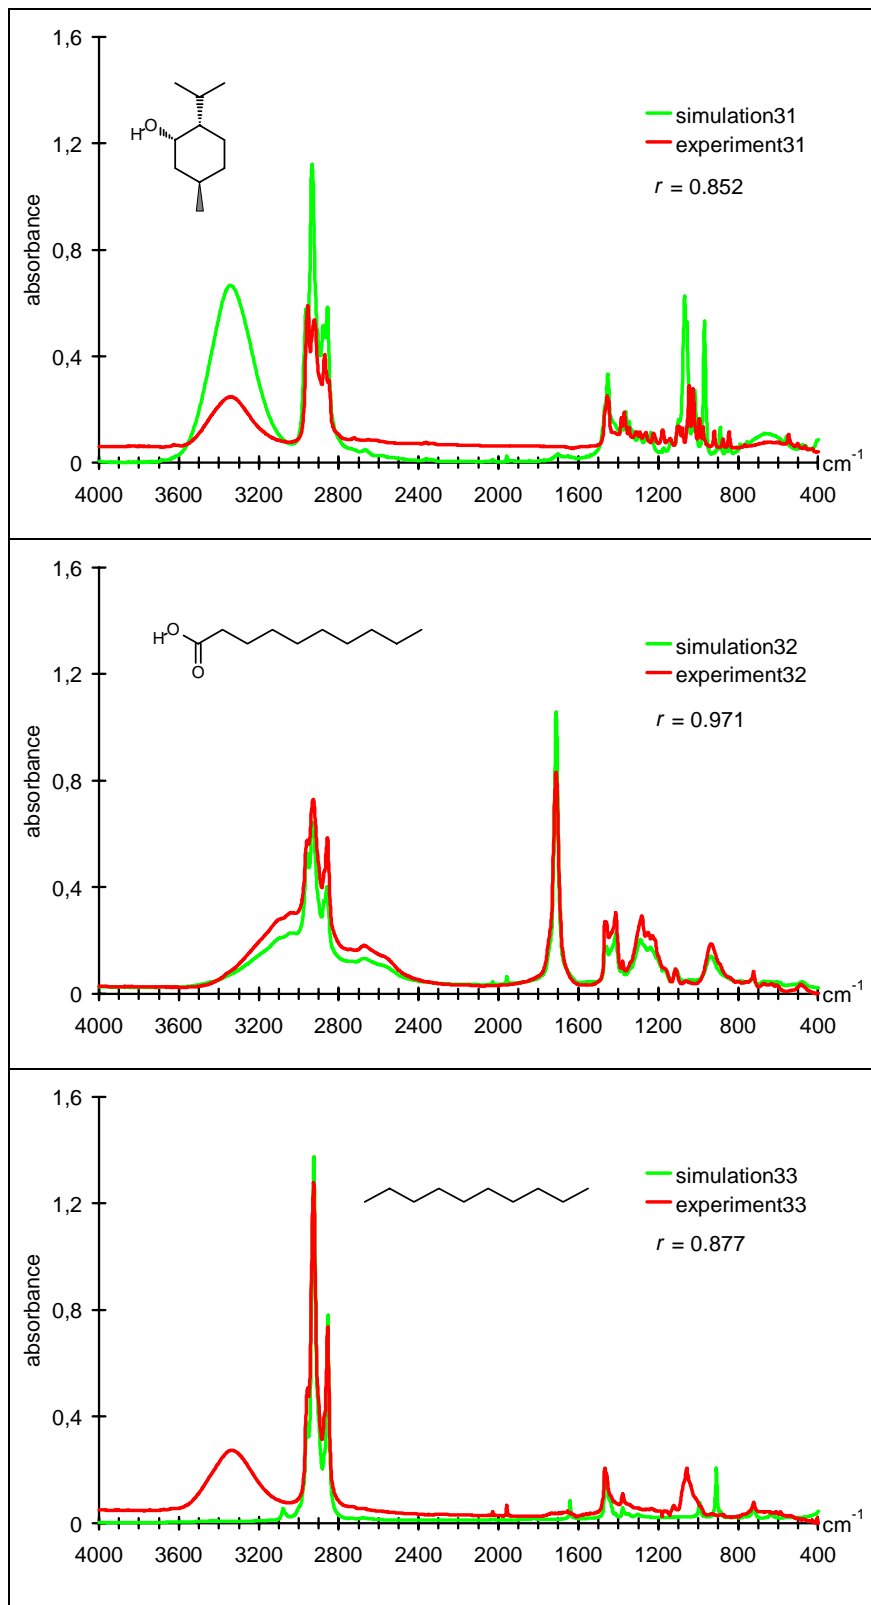 1,6
1,2
0,8
0,4
0
absorbance
HO
simulation31
experiment31
r = 0.852
4000 3600 3200 2800 2400 2000 1600 1200 800 400
cm-1
1,6
1,2
0,8
0,4
0
absorbance
HO
O
simulation32
experiment32
r = 0.971
4000 3600 3200 2800 2400 2000 1600 1200 800 400
cm-1
1,6
1,2
0,8
0,4
0
absorbance
simulation33
experiment33
r = 0.877
4000 3600 3200 2800 2400 2000 1600 1200 800 400
cm-1